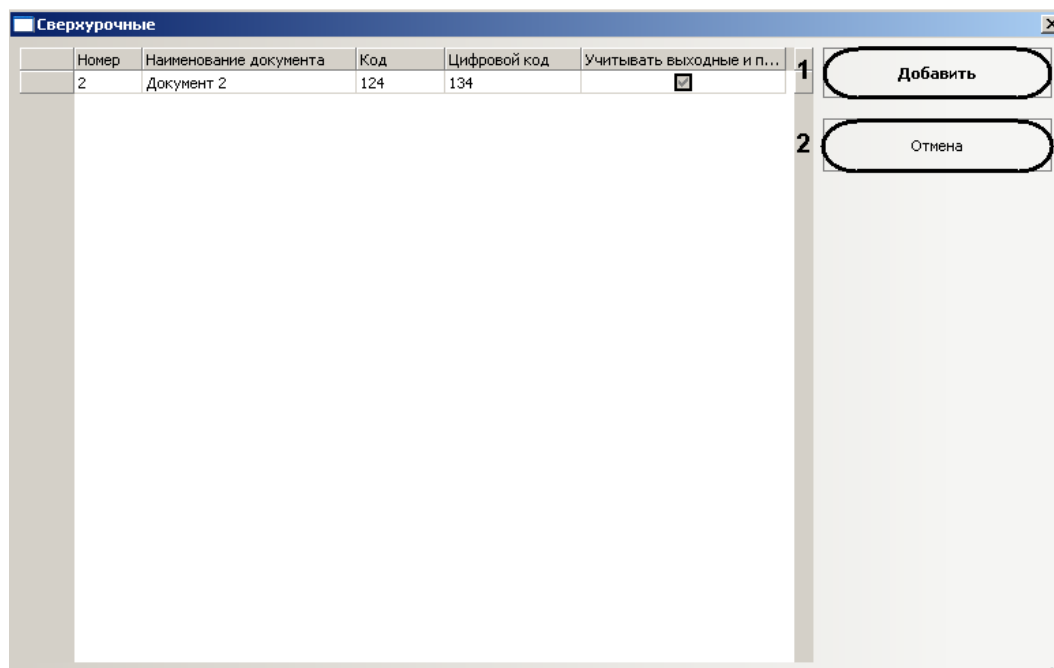 Сверхурочные
Номер Наименование документа Код Цифровой код Учитывать выходные и п...
2 Документ 2 124 134
1 Добавить
2 Отмена